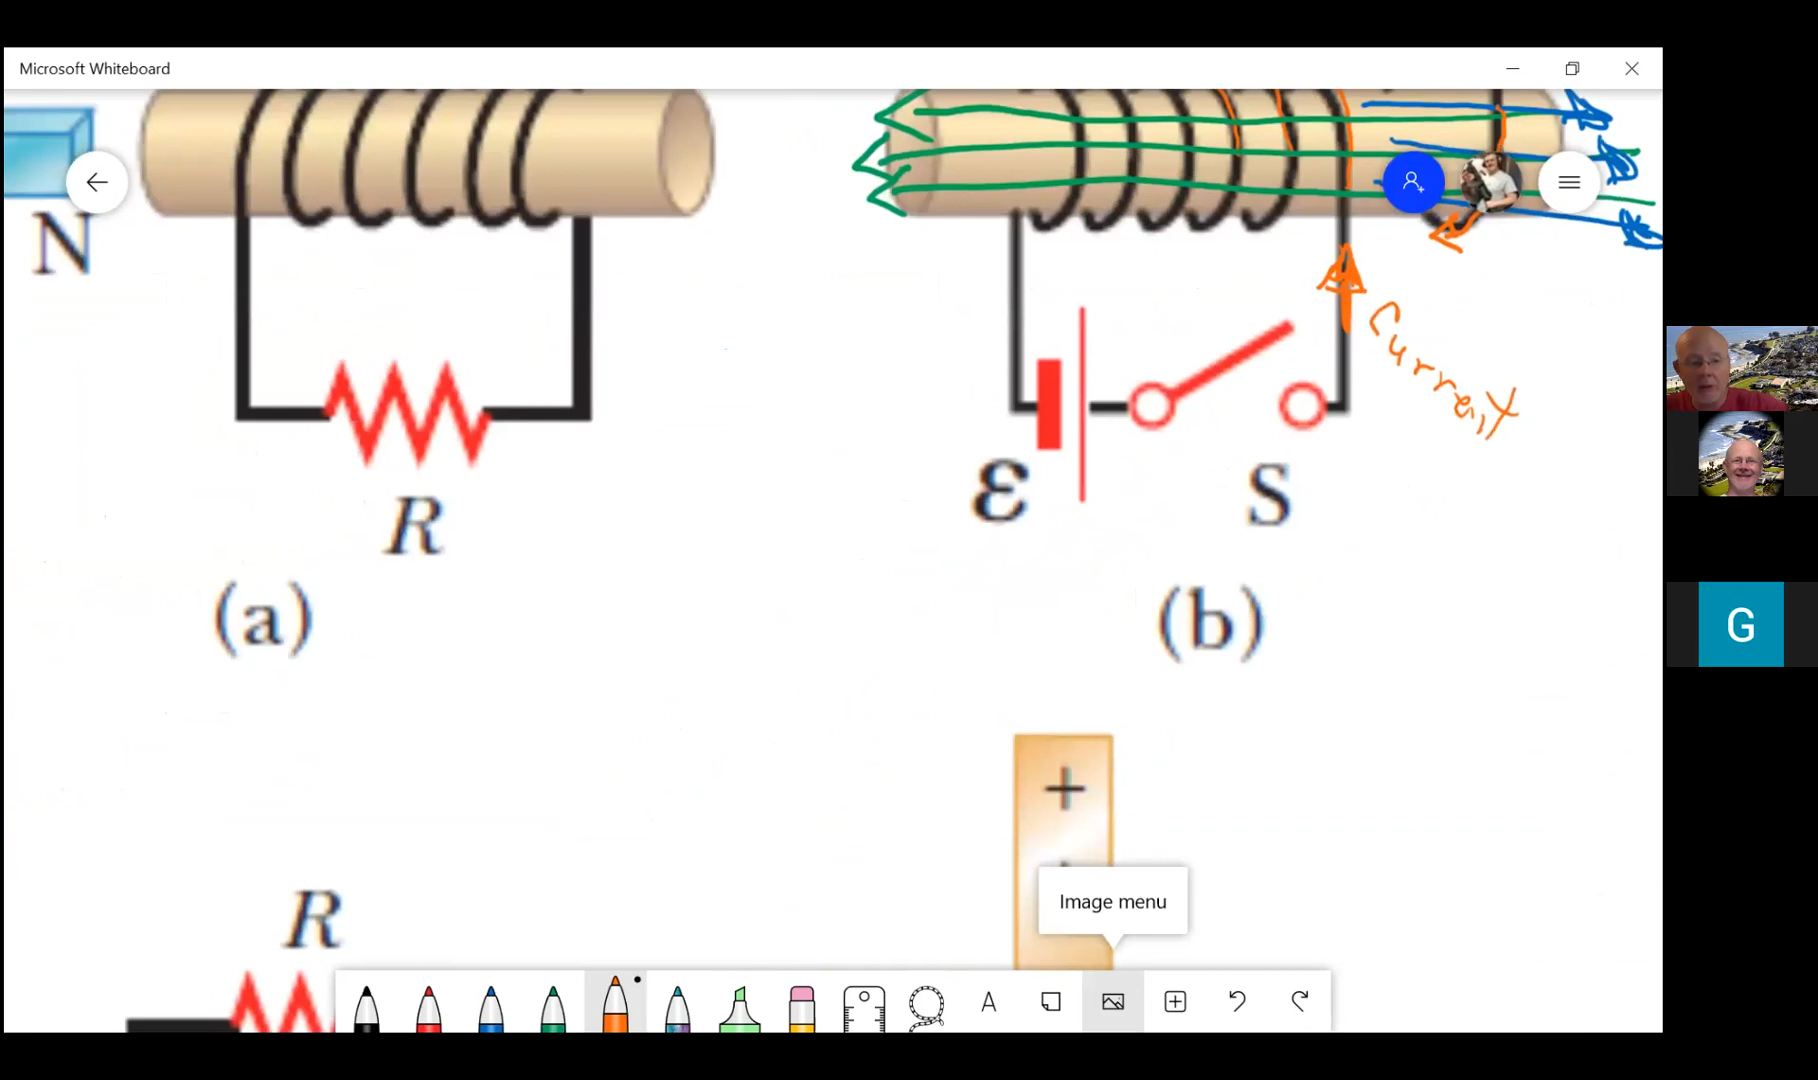 Microsoft Whiteboard
N
Current
ε
S
R
(a)
(b)
+
Image menu
R
A
G